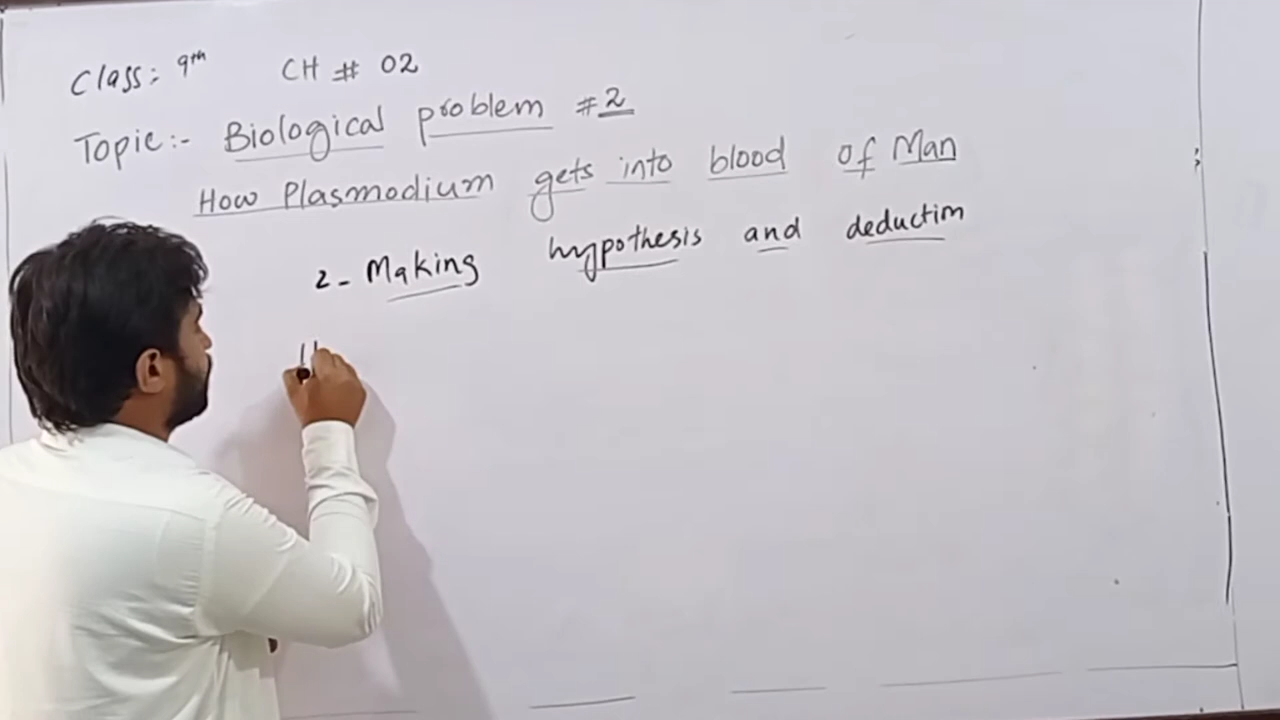 Class: 9th CH # 02
Topic:- Biological problem #2
How Plasmodium gets into blood of Man
2- Making hypothesis and deduction